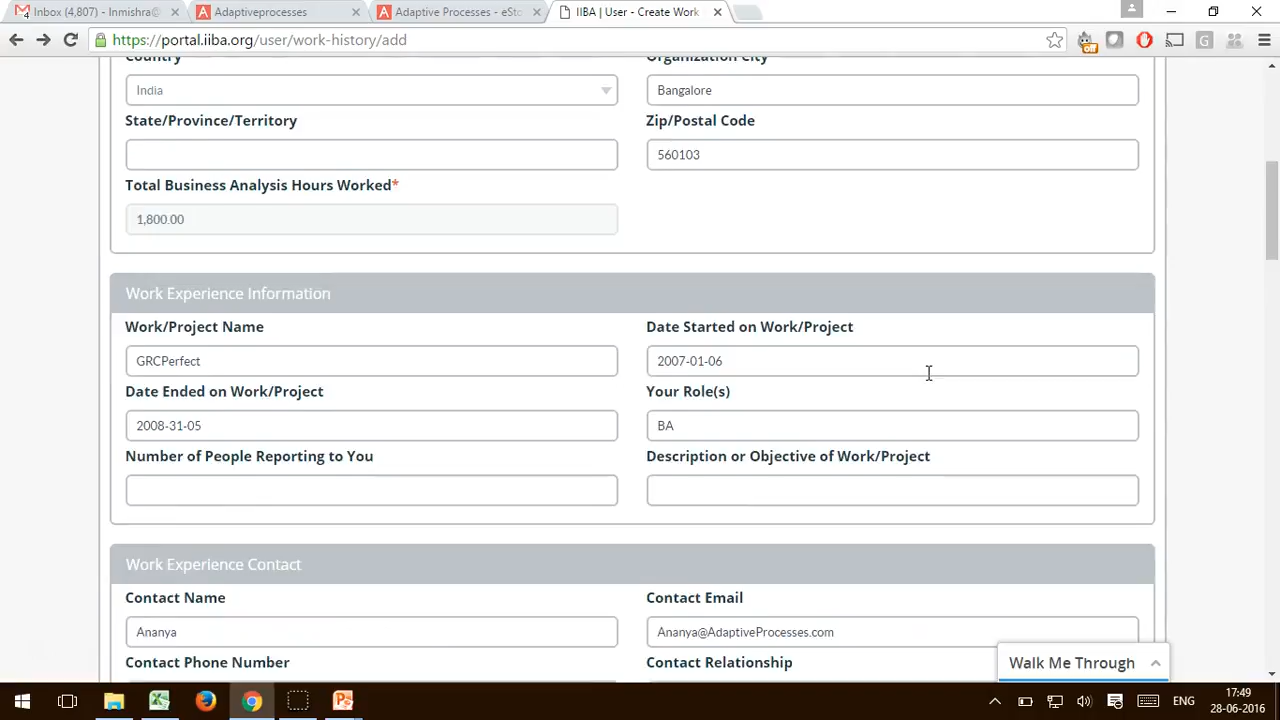 Inbox (4,807) - Inmishra@
Adaptiveprocesses
Adaptive Processes - eSto
IIBA | User - Create Work
https://portal.iiba.org/user/work-history/add
off
G
Country
Organization City
India
Bangalore
State/Province/Territory
Zip/Postal Code
560103
Total Business Analysis Hours Worked*
1,800.00
Work Experience Information
Work/Project Name
Date Started on Work/Project
GRCPerfect
2007-01-06
Date Ended on Work/Project
Your Role(s)
2008-31-05
BA
Number of People Reporting to You
Description or Objective of Work/Project
Work Experience Contact
Contact Name
Contact Email
Ananya
Ananya@AdaptiveProcesses.com
Contact Phone Number
Contact Relationship
Walk Me Through
ENG
17:49
28-06-2016